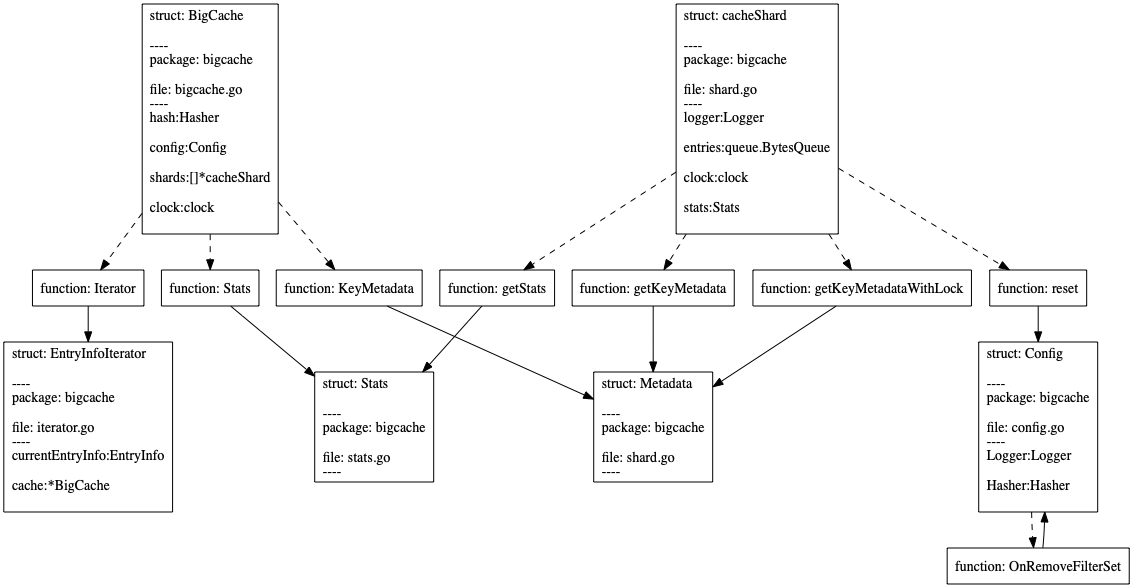 struct: BigCache
----
package: bigcache
file: bigcache.go
----
hash:Hasher
config:Config
shards:[]*cacheShard
clock:clock
struct: cacheShard
----
package: bigcache
file: shard.go
----
logger:Logger
entries:queue.BytesQueue
clock:clock
stats:Stats
function: Iterator
function: Stats
function: KeyMetadata
function: getStats
function: getKeyMetadata
function: getKeyMetadataWithLock
function: reset
struct: EntryInfoIterator
----
package: bigcache
file: iterator.go
----
currentEntryInfo:EntryInfo
cache:*BigCache
struct: Stats
----
package: bigcache
file: stats.go
----
struct: Metadata
----
package: bigcache
file: shard.go
----
struct: Config
----
package: bigcache
file: config.go
----
Logger:Logger
Hasher:Hasher
function: OnRemoveFilterSet